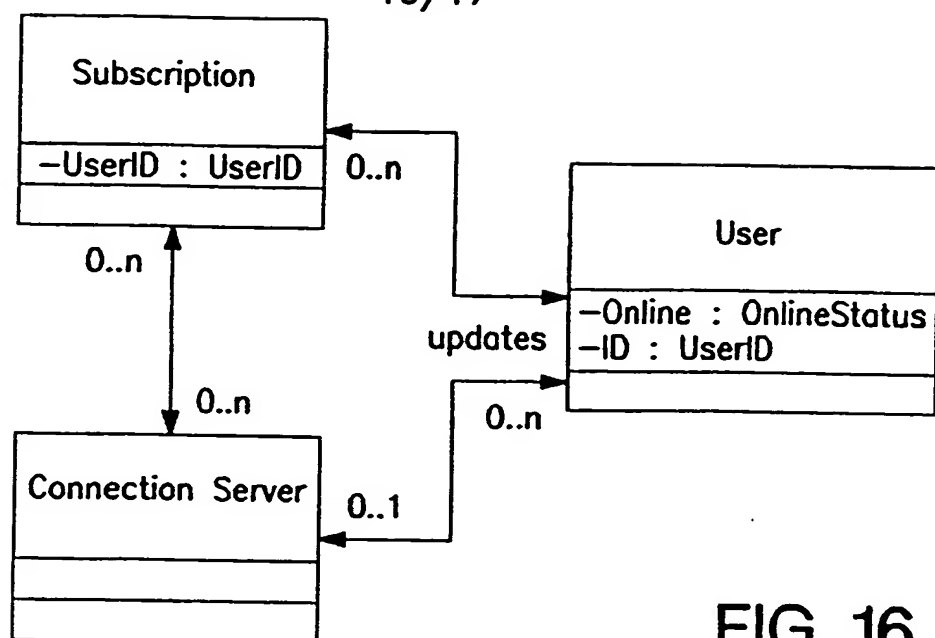 Subscription
–UserID : UserID
0..n
0..n
User
–Online : OnlineStatus
–ID : UserID
updates
0..n
0..n
Connection Server
0..1
FIG. 16